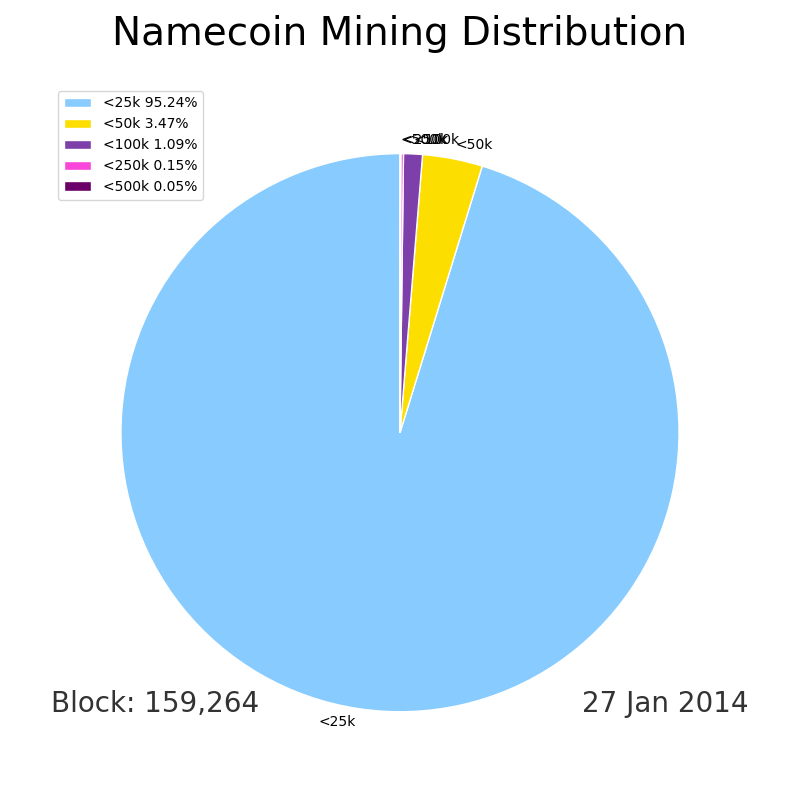 Namecoin Mining Distribution
<25k 95.24%
<50k 3.47%
<100k 1.09%
<250k 0.15%
<500k 0.05%
<50k
<25k
Block: 159,264
27 Jan 2014